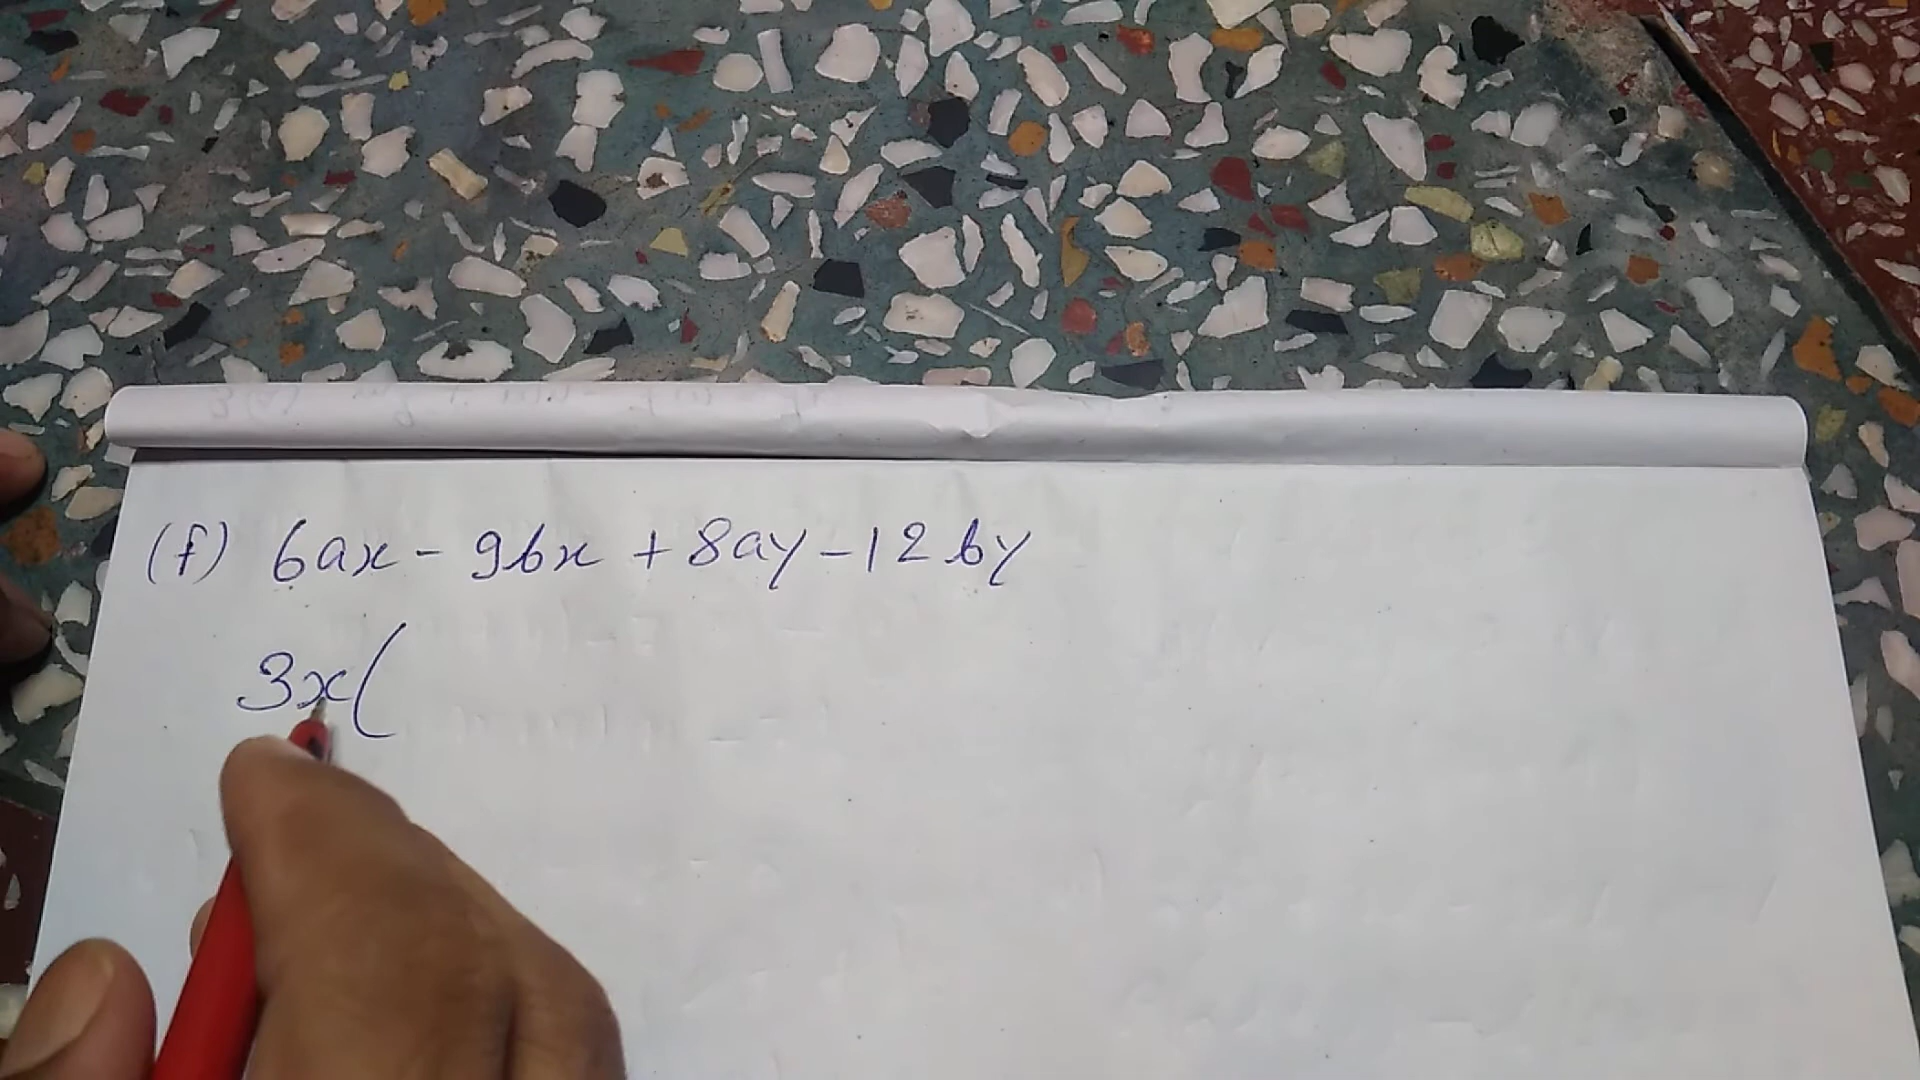 (f) 6ax - 9bx + 8ay - 12by
3x(